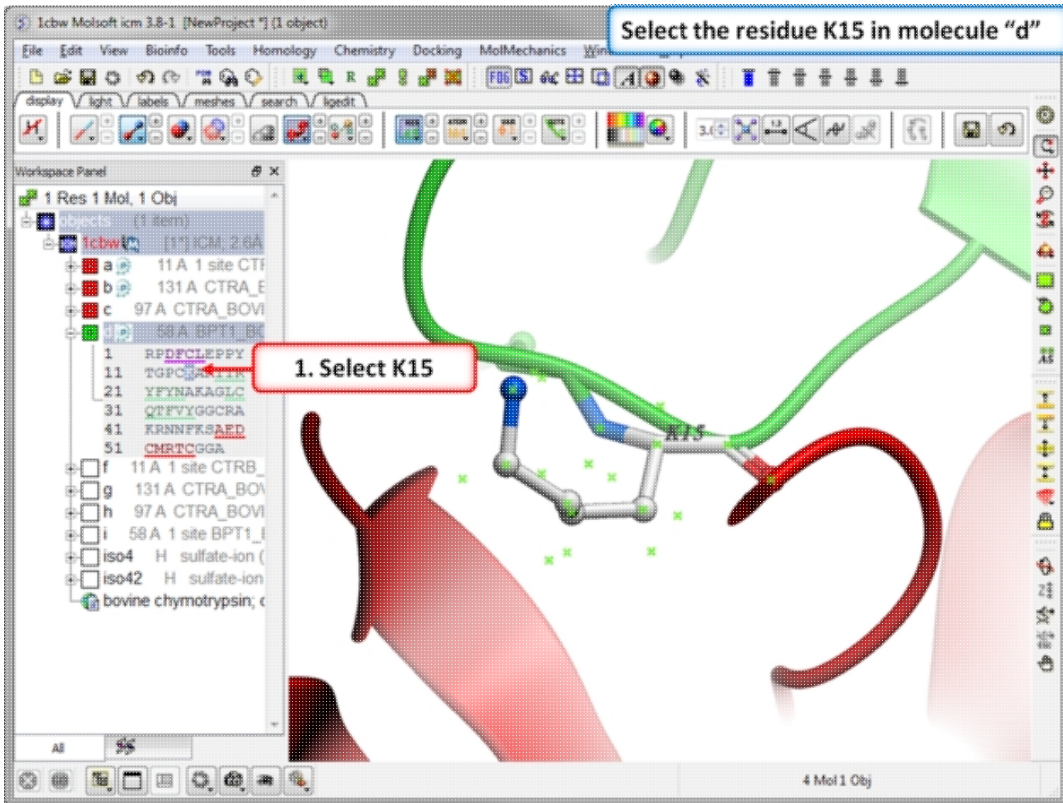 1cbw Molsoft icm 3.8-1 [NewProject *] (1 object)
Select the residue K15 in molecule “d”
File Edit View Bioinfo Tools Homology Chemistry Docking MolMechanics
display light labels meshes search ligedit
Workspace Panel
1 Res 1 Mol, 1 Obj
objects (1 item)
1cbw [1*] ICM, 2.6A
a 11 A 1 site CTR
b 131 A CTRA_B
c 97 A CTRA_BOVI
d 58 A BPT1_BO
1 RPDFCLEPPY
11 TGPCKARIIR
1. Select K15
21 YFYNAKAGLC
31 QTFVYGGCRA
41 KRNNFKSAED
51 CMRTCGGA
f 11 A 1 site CTRB_
g 131 A CTRA_BOV
h 97 A CTRA_BOVI
i 58 A 1 site BPT1_
iso4 H sulfate-ion (
iso42 H sulfate-ion
bovine chymotrypsin; c
K15
All
4 Mol 1 Obj